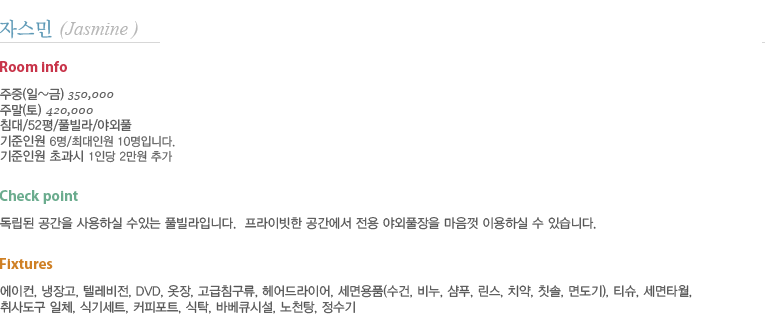 자스민 (Jasmine )
Room info
주중(일~금) 350,000
주말(토) 420,000
침대/52평/풀빌라/야외풀
기준인원 6명/최대인원 10명입니다.
기준인원 초과시 1인당 2만원 추가
Check point
독립된 공간을 사용하실 수있는 풀빌라입니다. 프라이빗한 공간에서 전용 야외풀장을 마음껏 이용하실 수 있습니다.
Fixtures
에이컨, 냉장고, 텔레비전, DVD, 옷장, 고급침구류, 헤어드라이어, 세면용품(수건, 비누, 샴푸, 린스, 치약, 칫솔, 면도기), 티슈, 세면타월,
취사도구 일체, 식기세트, 커피포트, 식탁, 바베큐시설, 노천탕, 정수기